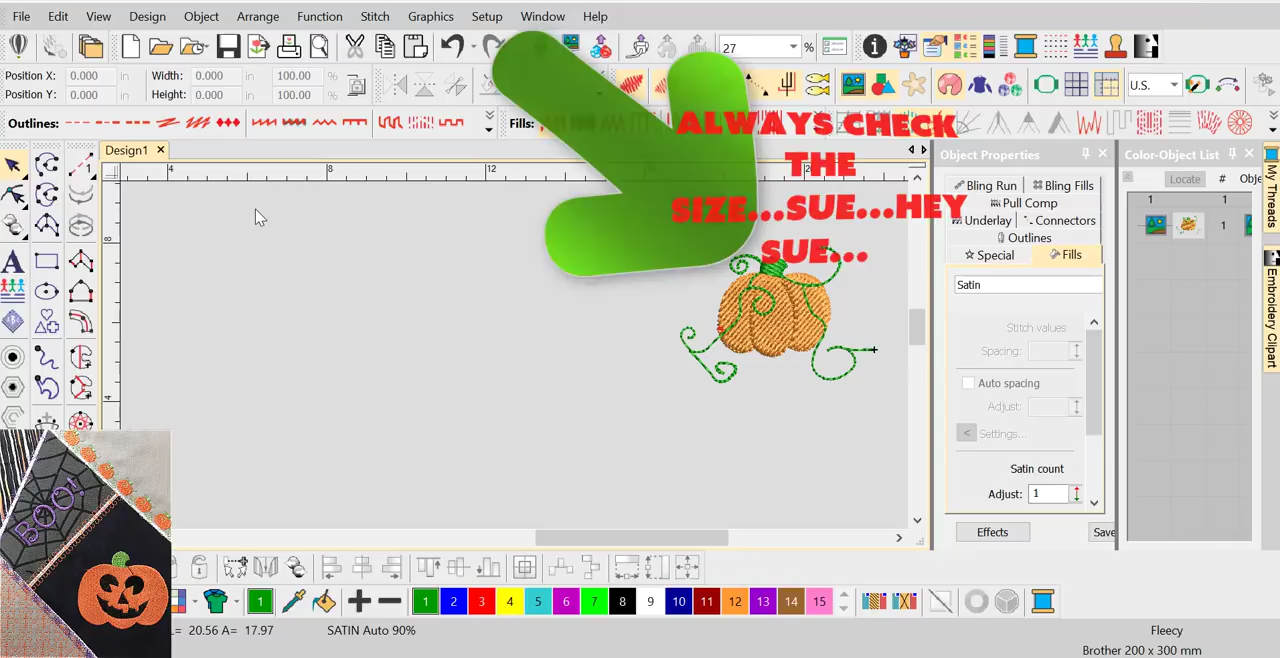 File Edit View Design Object Arrange Function Stitch Graphics Setup Window Help
27 %
Position X: 0.000 in Width: 0.000 in 100.00 %
Position Y: 0.000 in Height: 0.000 in 100.00 %
U.S.
Outlines: Fills:
ALWAYS CHECK
THE
SIZE...SUE...HEY
SUE...
Design1
4 8 12
8
4
Object Properties
Bling Run Bling Fills
Pull Comp
Underlay Connectors
Outlines
Special Fills
Satin
Stitch values
Spacing:
Auto spacing
Adjust:
< Settings...
Satin count
Adjust: 1
Effects Save
Color-Object List
Locate # Obje
1 1
1
My Threads
Embroidery Clipart
BOO!
1 1 2 3 4 5 6 7 8 9 10 11 12 13 14 15
L= 20.56 A= 17.97 SATIN Auto 90% Fleecy
Brother 200 x 300 mm